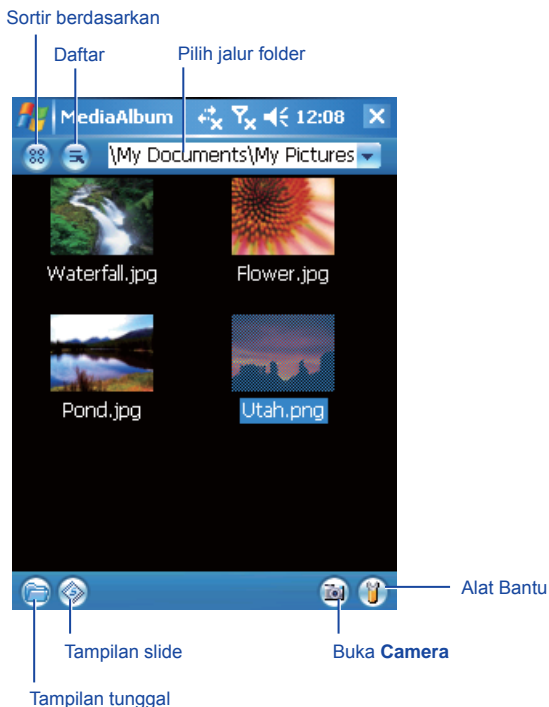 Sortir berdasarkan
Daftar
Pilih jalur folder
MediaAlbum 12:08
\My Documents\My Pictures
Waterfall.jpg
Flower.jpg
Pond.jpg
Utah.png
Alat Bantu
Tampilan slide
Buka Camera
Tampilan tunggal